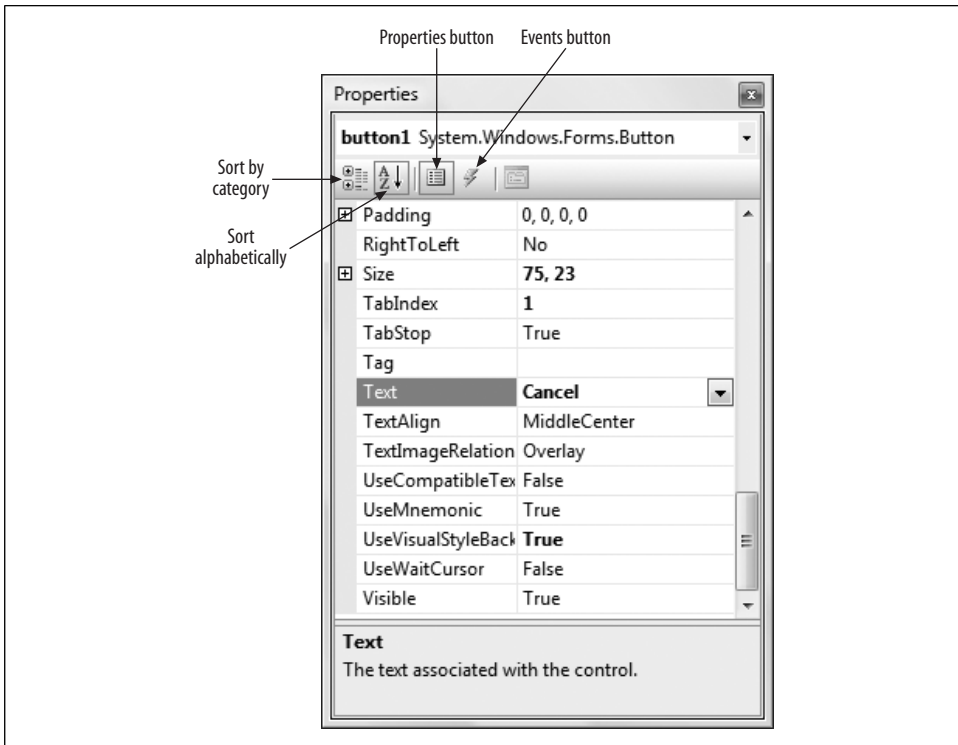 Properties button Events button
Properties
button1 System.Windows.Forms.Button
Sort by
category
Sort
alphabetically
Padding 0, 0, 0, 0
RightToLeft No
Size 75, 23
TabIndex 1
TabStop True
Tag
Text Cancel
TextAlign MiddleCenter
TextImageRelation Overlay
UseCompatibleTex False
UseMnemonic True
UseVisualStyleBack True
UseWaitCursor False
Visible True
Text
The text associated with the control.